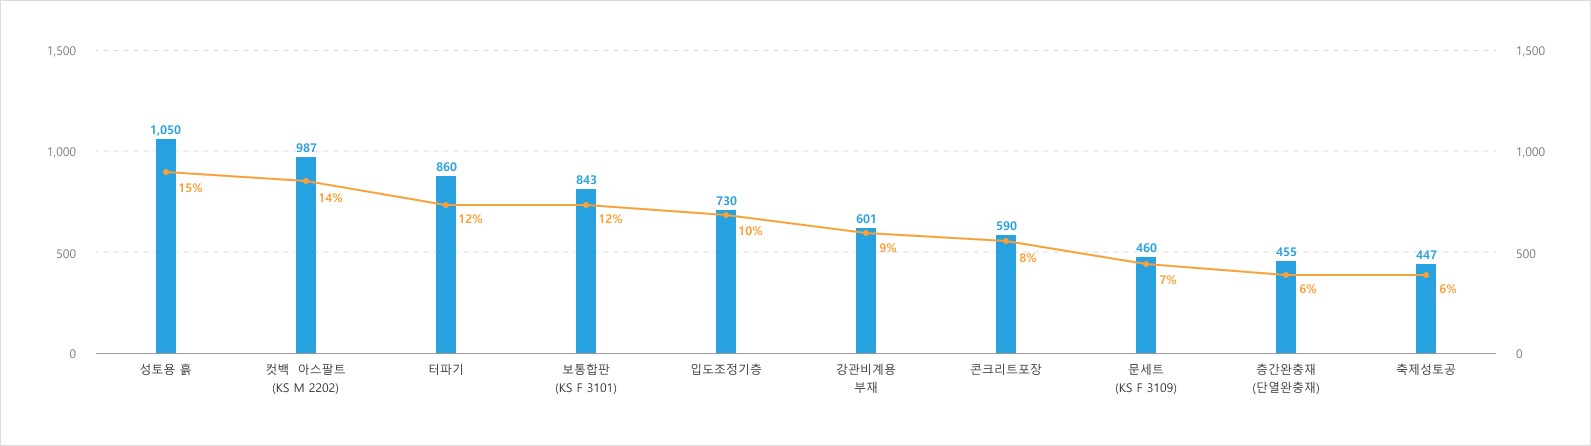 1,500
1,500
1,000
1,000
500
500
0
0
1,050
987
860
843
730
601
590
460
455
447
15%
14%
12%
12%
10%
9%
8%
7%
6%
6%
성토용 흙
컷백 아스팔트
(KS M 2202)
터파기
보통합판
(KS F 3101)
입도조정기층
강관비계용
부재
콘크리트포장
문세트
(KS F 3109)
층간완충재
(단열완충재)
축제성토공